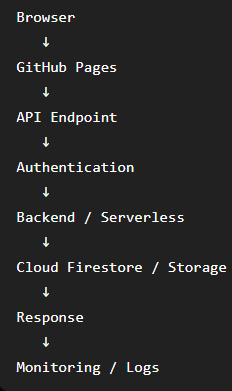 Browser
↓
GitHub Pages
↓
API Endpoint
↓
Authentication
↓
Backend / Serverless
↓
Cloud Firestore / Storage
↓
Response
↓
Monitoring / Logs